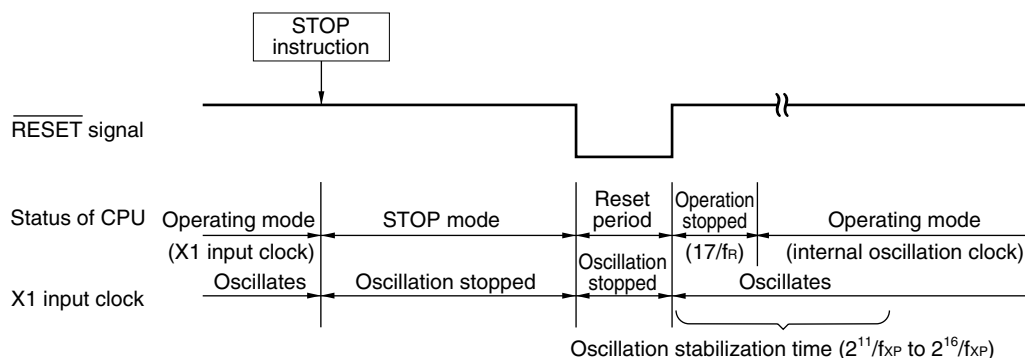 STOP
instruction
RESET signal
Status of CPU
Operating mode
(X1 input clock)
STOP mode
Reset
period
Operation
stopped
(17/fR)
Operating mode
(internal oscillation clock)
X1 input clock
Oscillates
Oscillation stopped
Oscillation
stopped
Oscillates
Oscillation stabilization time (2¹¹/fXP to 2¹⁶/fXP)